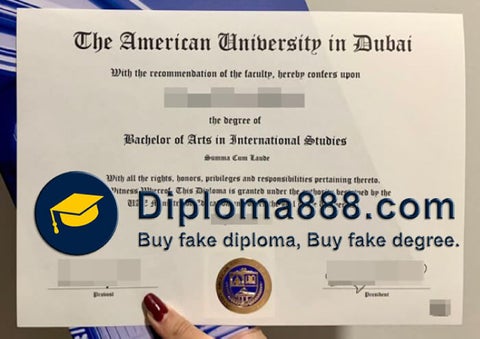 The American University in Dubai
With the recommendation of the faculty, hereby confers upon
the degree of
Bachelor of Arts in International Studies
Summa Cum Laude
With all the rights, honors, privileges and responsibilities pertaining thereto.
Witness Whereof, This Diploma is granted under the authority
Diploma888.com
Buy fake diploma, Buy fake degree.
Provost
President